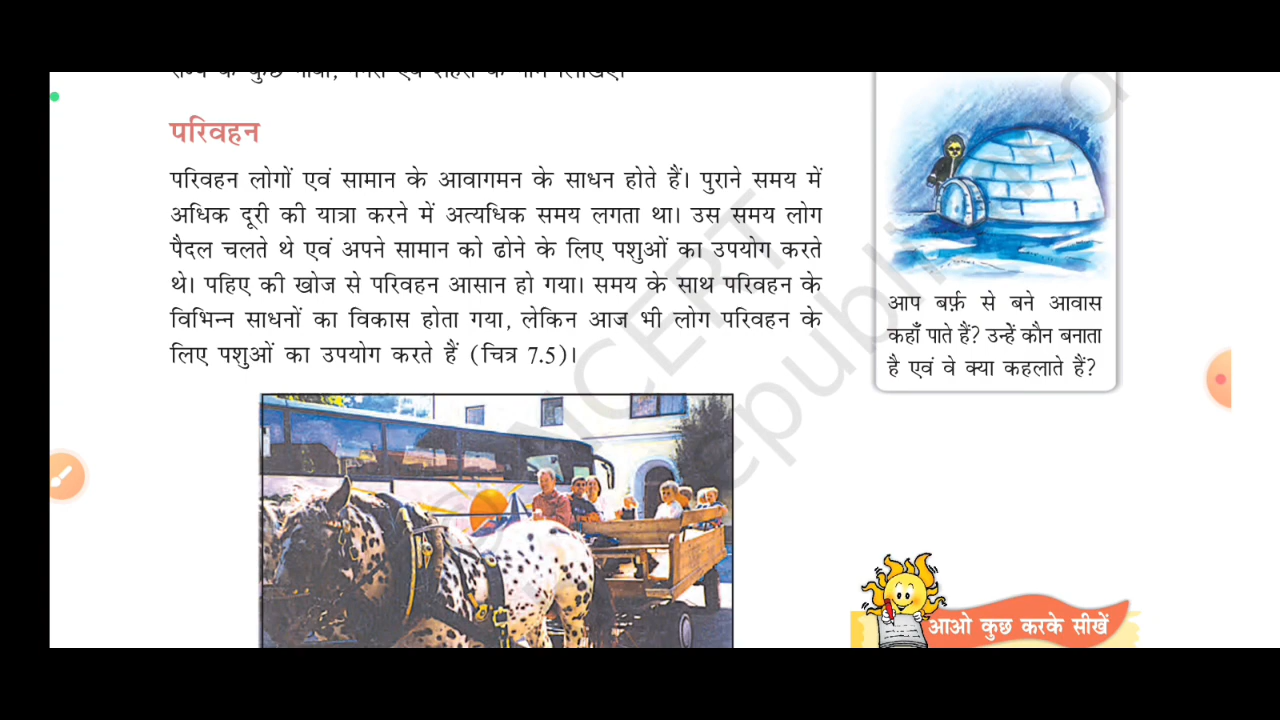 परिवहन
परिवहन लोगों एवं सामान के आवागमन के साधन होते हैं। पुराने समय में
अधिक दूरी की यात्रा करने में अत्यधिक समय लगता था। उस समय लोग
पैदल चलते थे एवं अपने सामान को ढोने के लिए पशुओं का उपयोग करते
थे। पहिए की खोज से परिवहन आसान हो गया। समय के साथ परिवहन के
विभिन्न साधनों का विकास होता गया, लेकिन आज भी लोग परिवहन के
लिए पशुओं का उपयोग करते हैं (चित्र 7.5)।
आप बर्फ़ से बने आवास
कहाँ पाते हैं? उन्हें कौन बनाता
है एवं वे क्या कहलाते हैं?
आओ कुछ करके सीखें
NCERT
republi